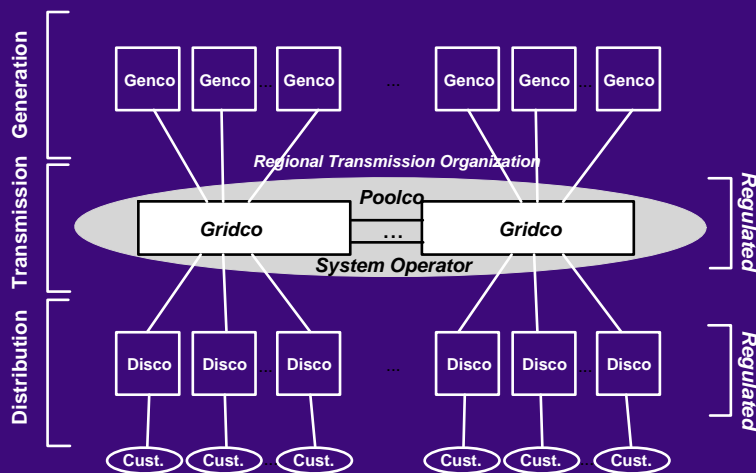 Generation
Genco Genco ... Genco ... Genco Genco ... Genco
Regional Transmission Organization
Transmission
Poolco
Gridco ... Gridco
System Operator
Regulated
Distribution
Disco Disco ... Disco ... Disco Disco ... Disco
Regulated
Cust. Cust. ... Cust. Cust. Cust. ... Cust.